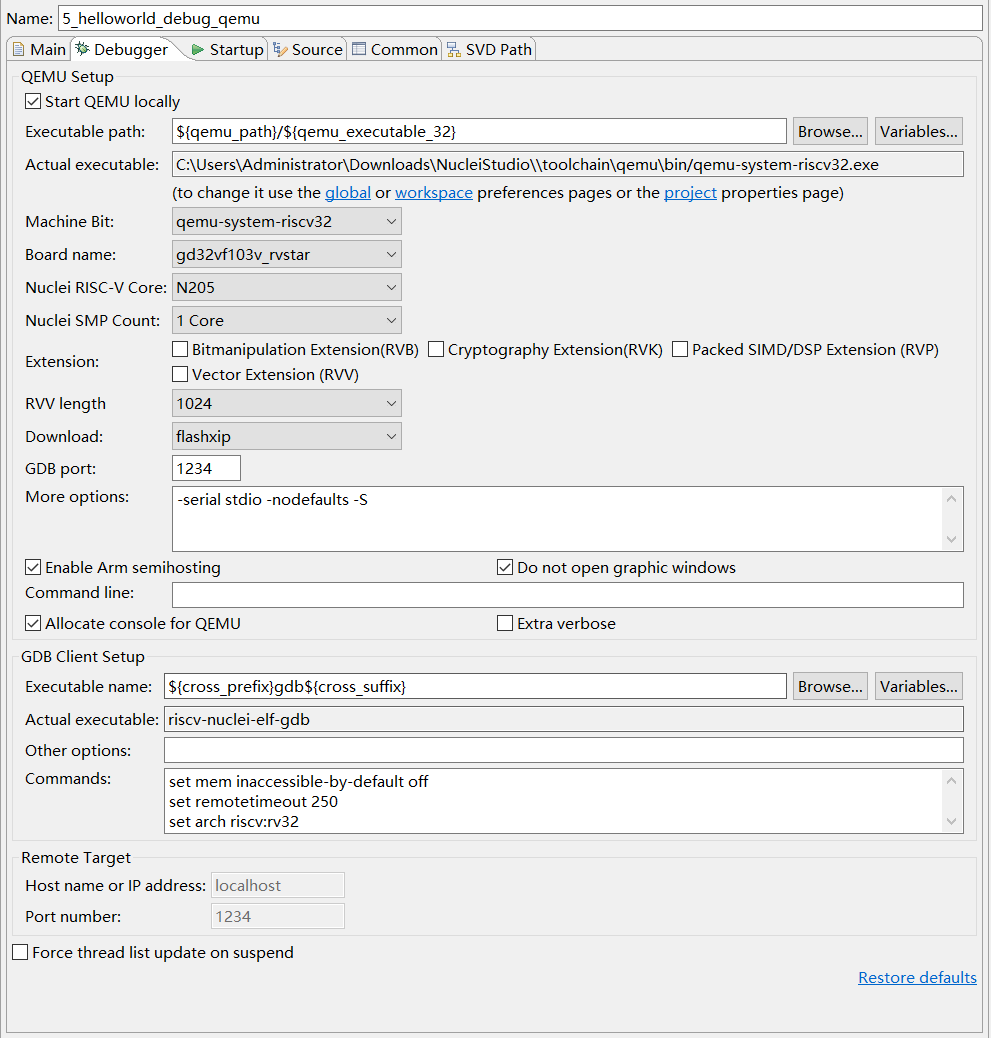 Name: 5_helloworld_debug_qemu
Main Debugger Startup Source Common SVD Path
QEMU Setup
Start QEMU locally
Executable path: ${qemu_path}/${qemu_executable_32} Browse... Variables...
Actual executable: C:\Users\Administrator\Downloads\NucleiStudio\\toolchain\qemu\bin/qemu-system-riscv32.exe
(to change it use the global or workspace preferences pages or the project properties page)
Machine Bit: qemu-system-riscv32
Board name: gd32vf103v_rvstar
Nuclei RISC-V Core: N205
Nuclei SMP Count: 1 Core
Extension: Bitmanipulation Extension(RVB) Cryptography Extension(RVK) Packed SIMD/DSP Extension (RVP)
Vector Extension (RVV)
RVV length 1024
Download: flashxip
GDB port: 1234
More options: -serial stdio -nodefaults -S
Enable Arm semihosting Do not open graphic windows
Command line:
Allocate console for QEMU Extra verbose
GDB Client Setup
Executable name: ${cross_prefix}gdb${cross_suffix} Browse... Variables...
Actual executable: riscv-nuclei-elf-gdb
Other options:
Commands: set mem inaccessible-by-default off
set remotetimeout 250
set arch riscv:rv32
Remote Target
Host name or IP address: localhost
Port number: 1234
Force thread list update on suspend
Restore defaults